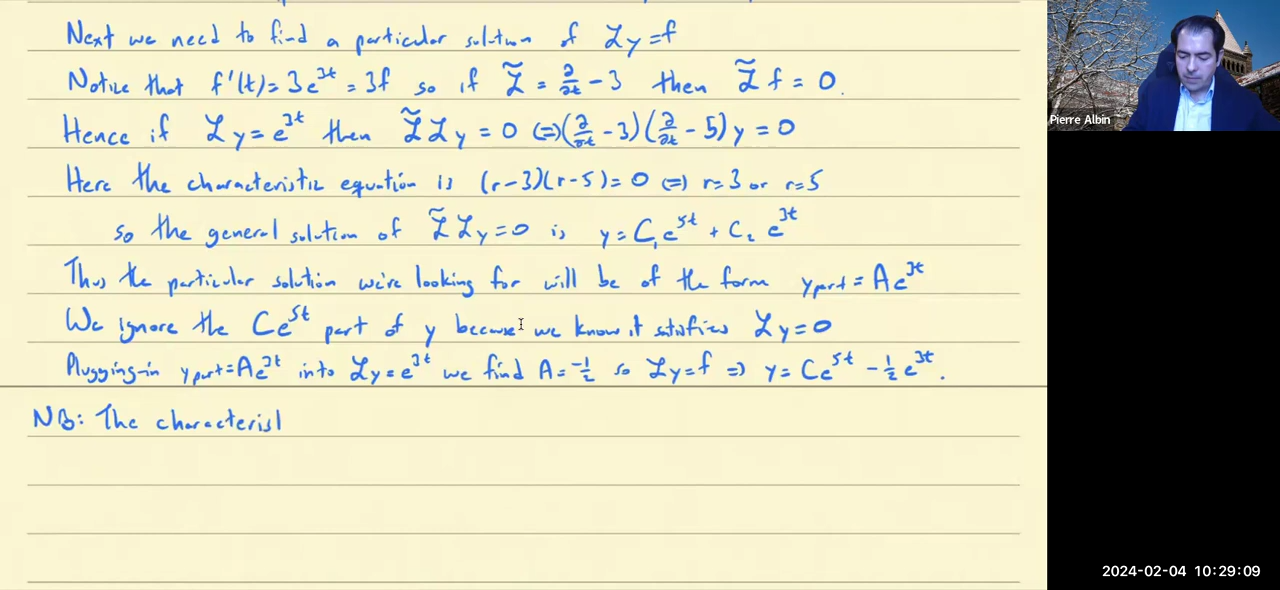 Next we need to find a particular solution of ℒy=f
Notice that f'(t)=3e^{3t}=3f so if ℒ̃ = ∂/∂t - 3 then ℒ̃ f = 0.
Hence if ℒy=e^{3t} then ℒ̃ℒy=0 ⇔ (∂/∂t - 3)(∂/∂t - 5)y=0
Here the characteristic equation is (r-3)(r-5)=0 ⇔ r=3 or r=5
so the general solution of ℒ̃ℒy=0 is y=C₁e^{5t} + C₂ e^{3t}
Thus the particular solution we're looking for will be of the form y_part = Ae^{3t}
We ignore the Ce^{5t} part of y because we know it satisfies ℒy=0
Plugging-in y_part=Ae^{3t} into ℒy=e^{3t} we find A=-1/2 so ℒy=f ⇒ y=Ce^{5t} - 1/2 e^{3t}.
NB: The characterist
Pierre Albin
2024-02-04 10:29:09